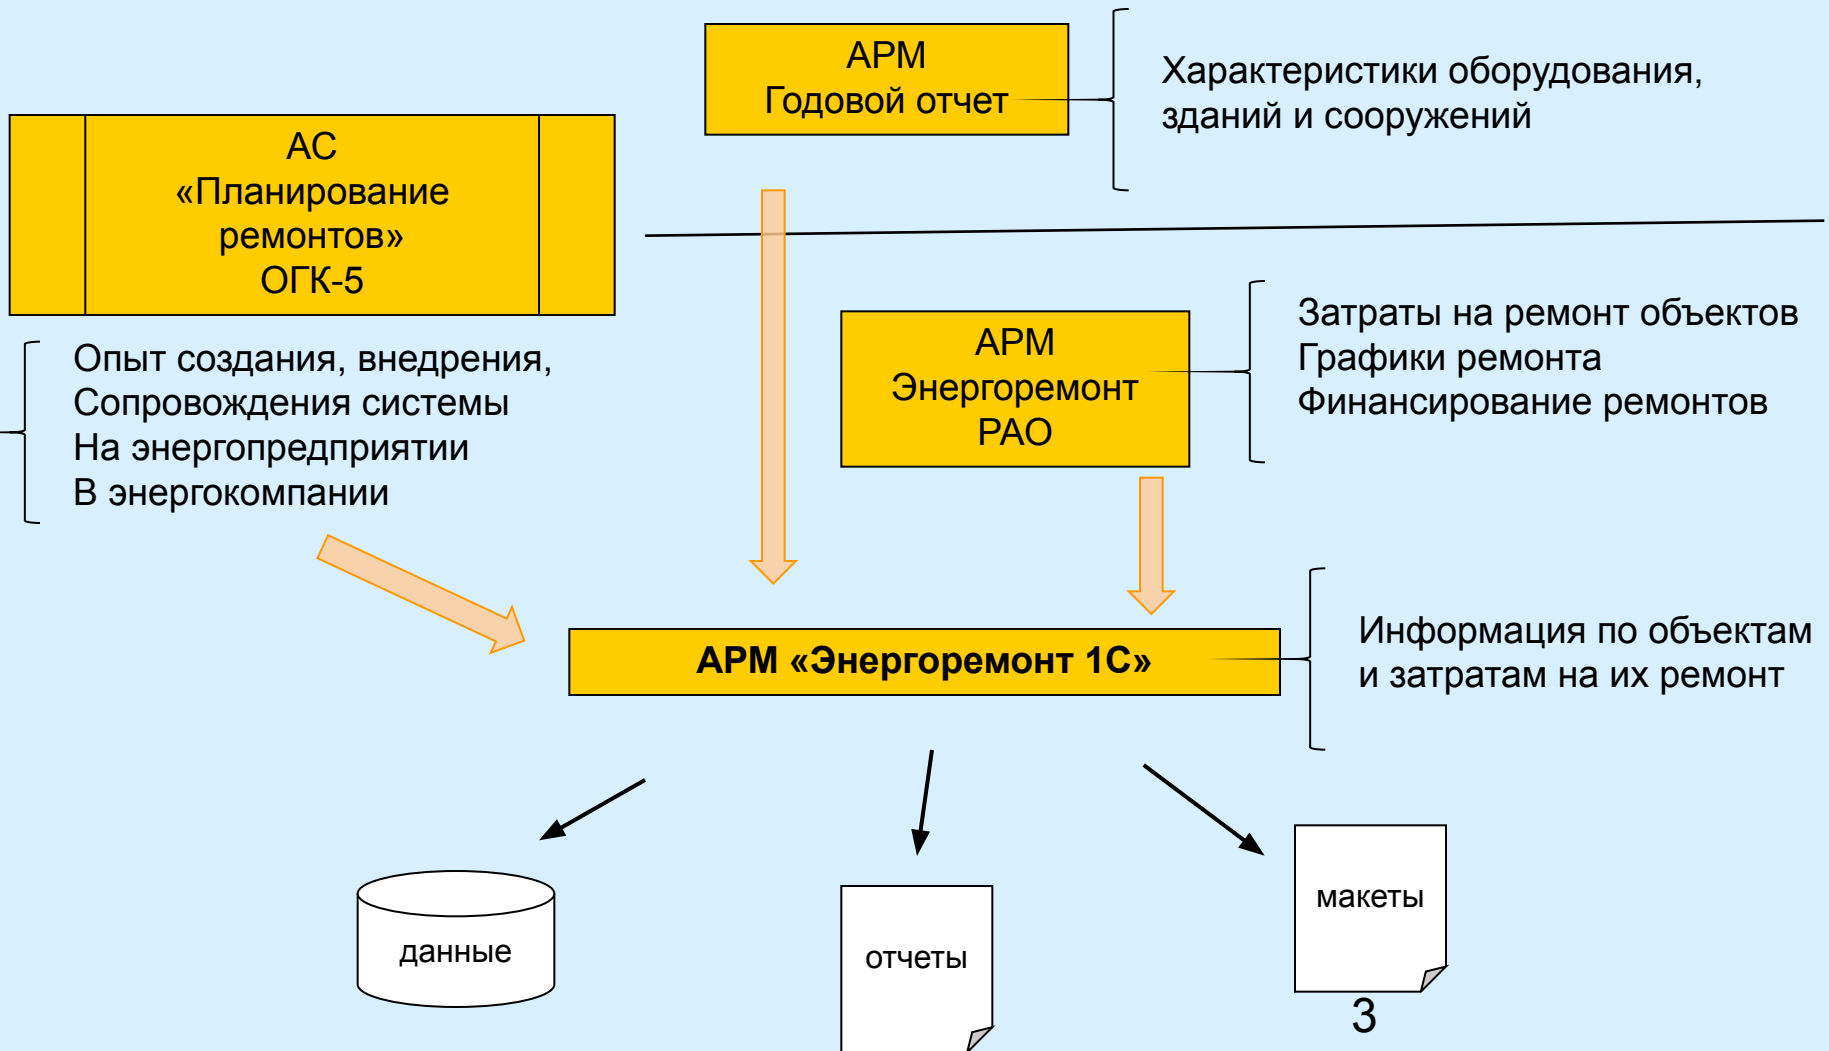 АРМ
Годовой отчет
Характеристики оборудования,
зданий и сооружений
АС
«Планирование
ремонтов»
ОГК-5
Опыт создания, внедрения,
Сопровождения системы
На энергопредприятии
В энергокомпании
АРМ
Энергоремонт
РАО
Затраты на ремонт объектов
Графики ремонта
Финансирование ремонтов
АРМ «Энергоремонт 1С»
Информация по объектам
и затратам на их ремонт
данные
отчеты
макеты
3